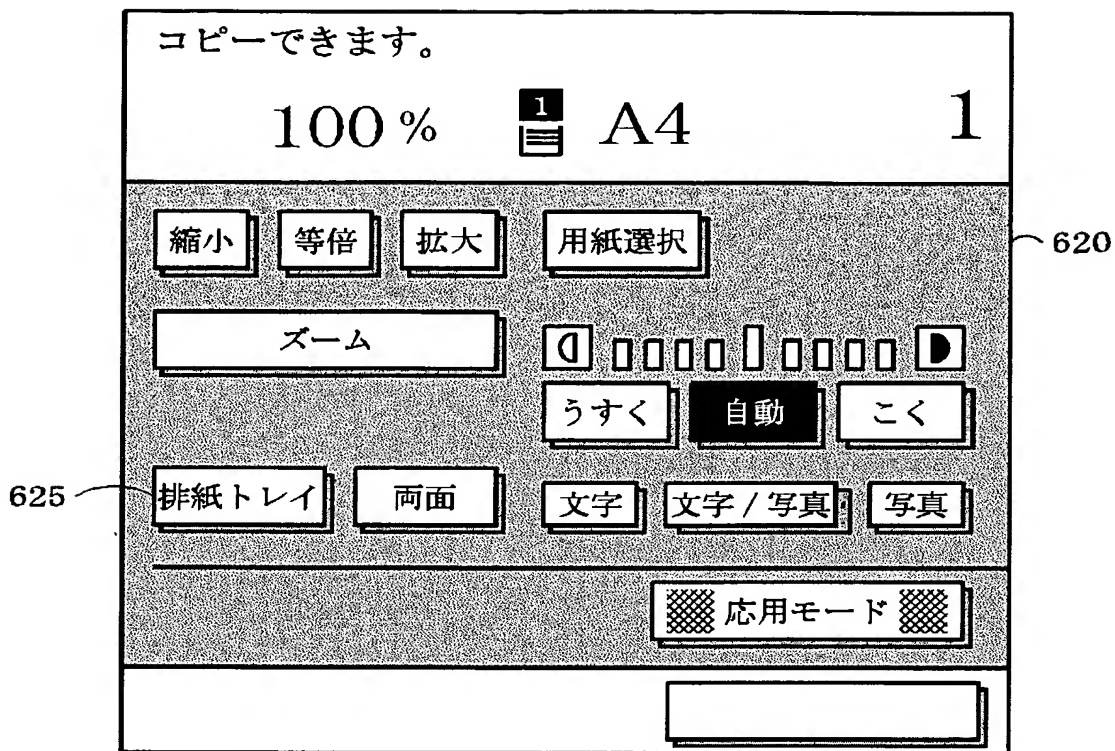 コピーできます。
100% 1 A4 1
縮小 等倍 拡大 用紙選択
620
ズーム
うすく 自動 こく
625 排紙トレイ 両面 文字 文字/写真 写真
応用モード